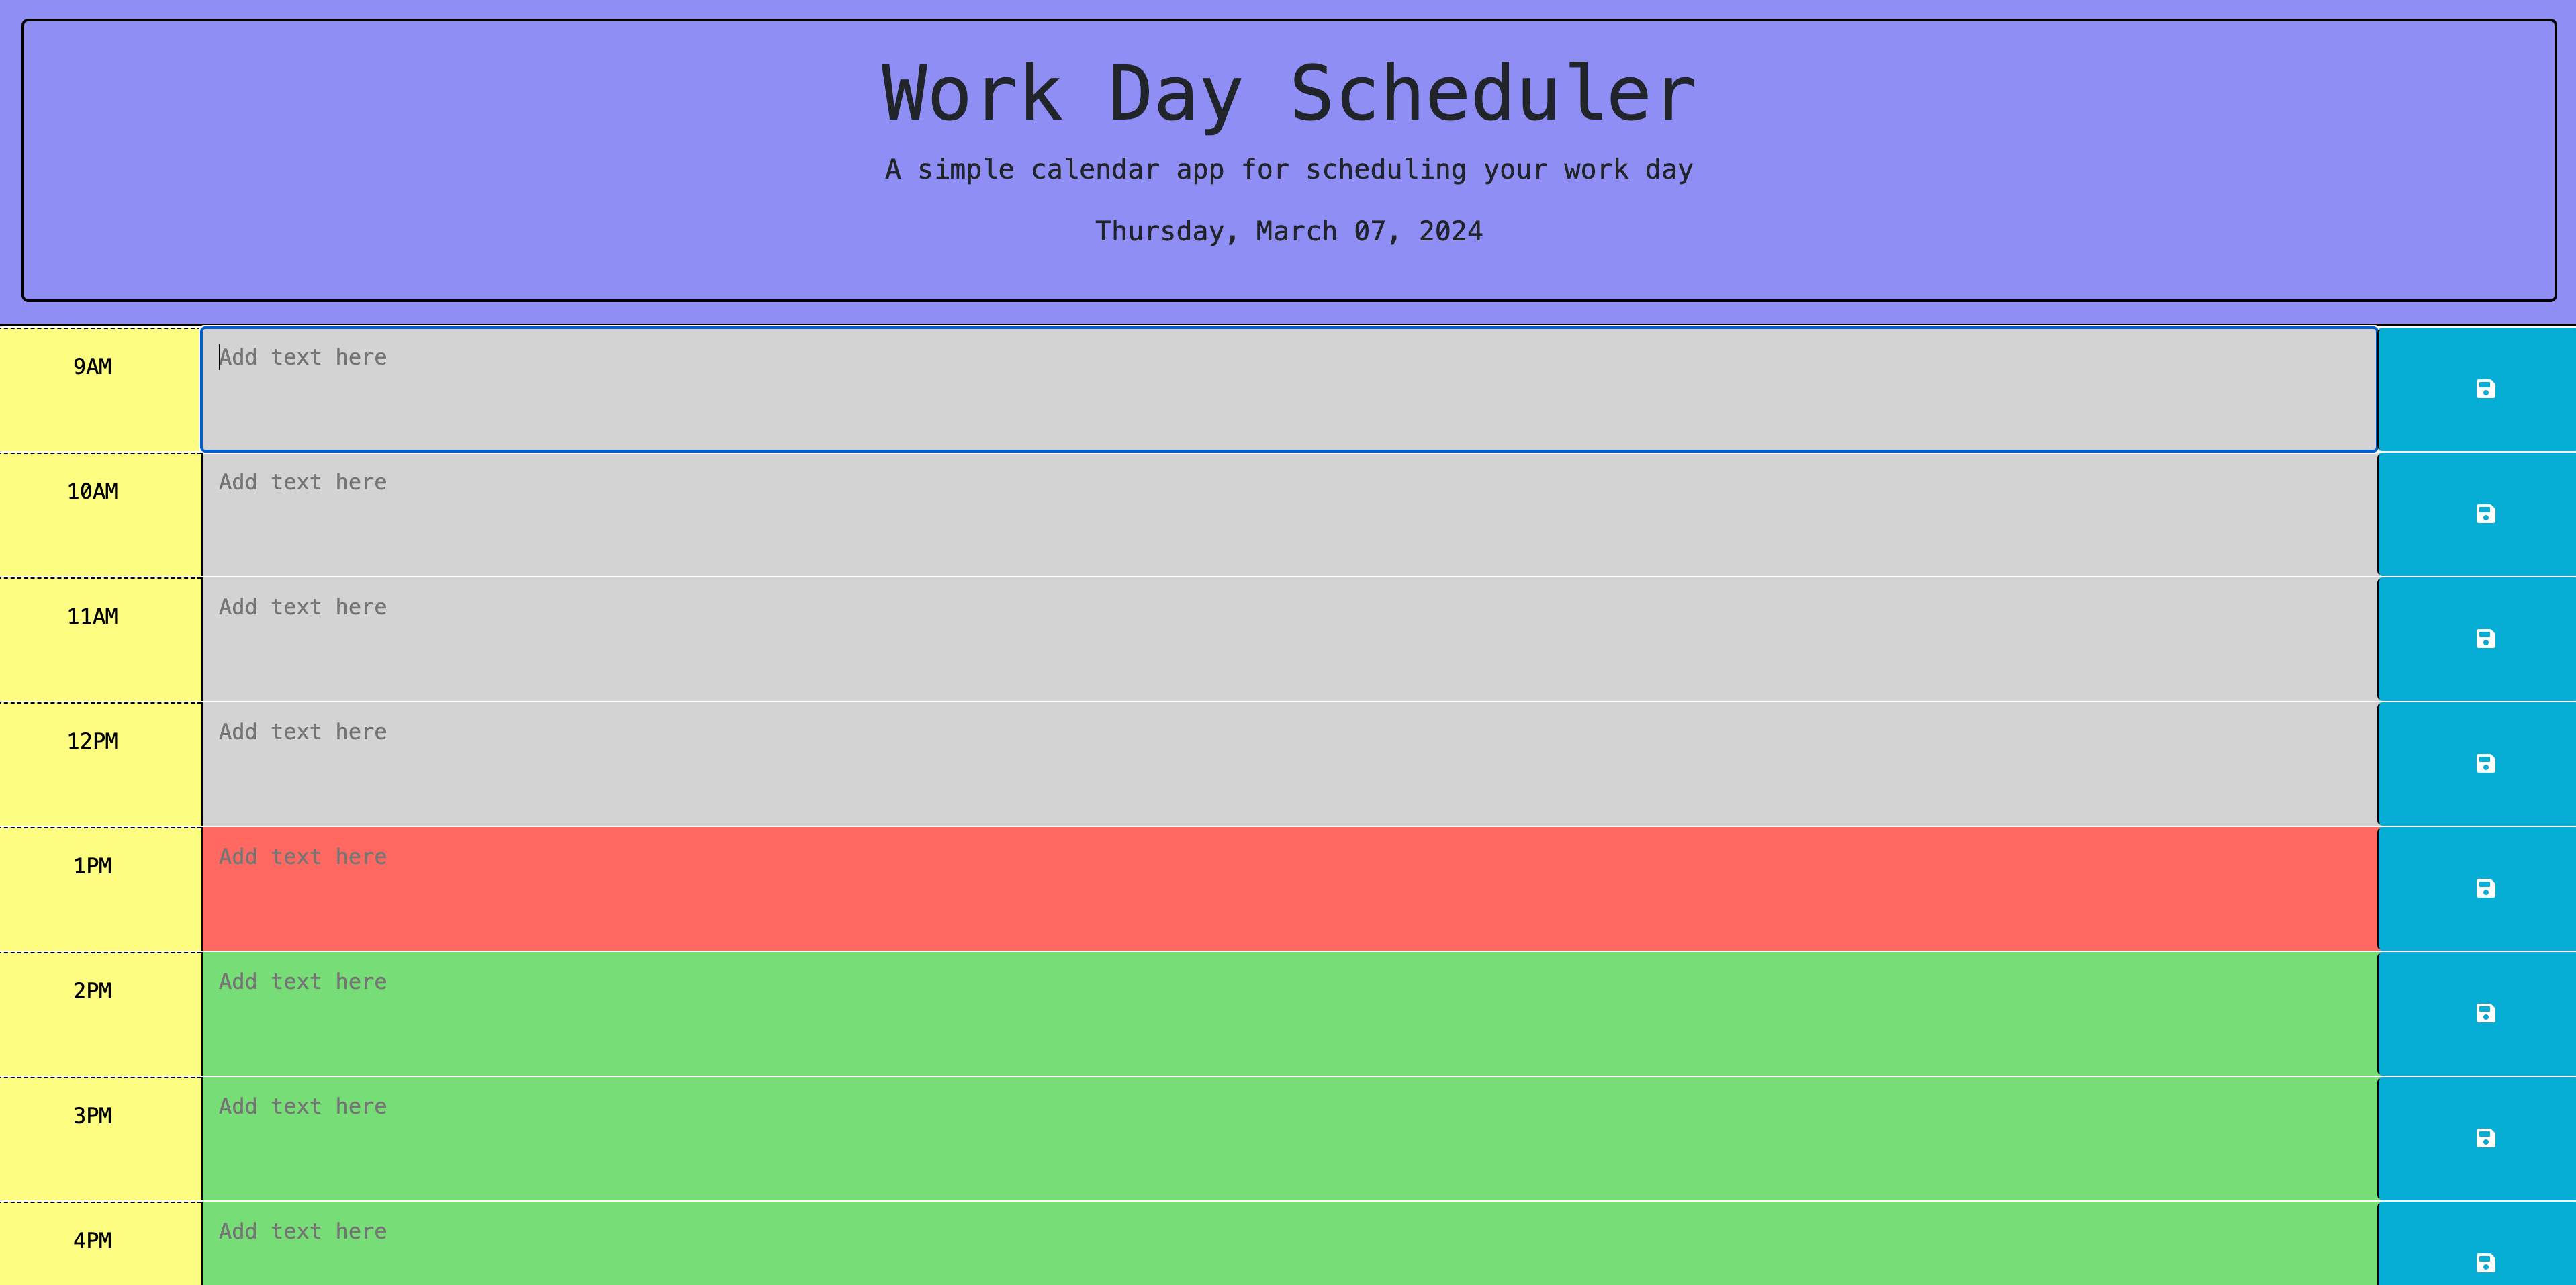 Work Day Scheduler
A simple calendar app for scheduling your work day
Thursday, March 07, 2024
9AM
Add text here
10AM
Add text here
11AM
Add text here
12PM
Add text here
1PM
Add text here
2PM
Add text here
3PM
Add text here
4PM
Add text here